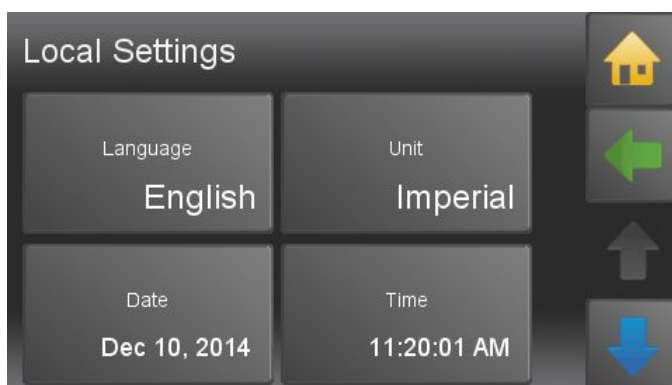 Local Settings
Language
English
Unit
Imperial
Date
Dec 10, 2014
Time
11:20:01 AM